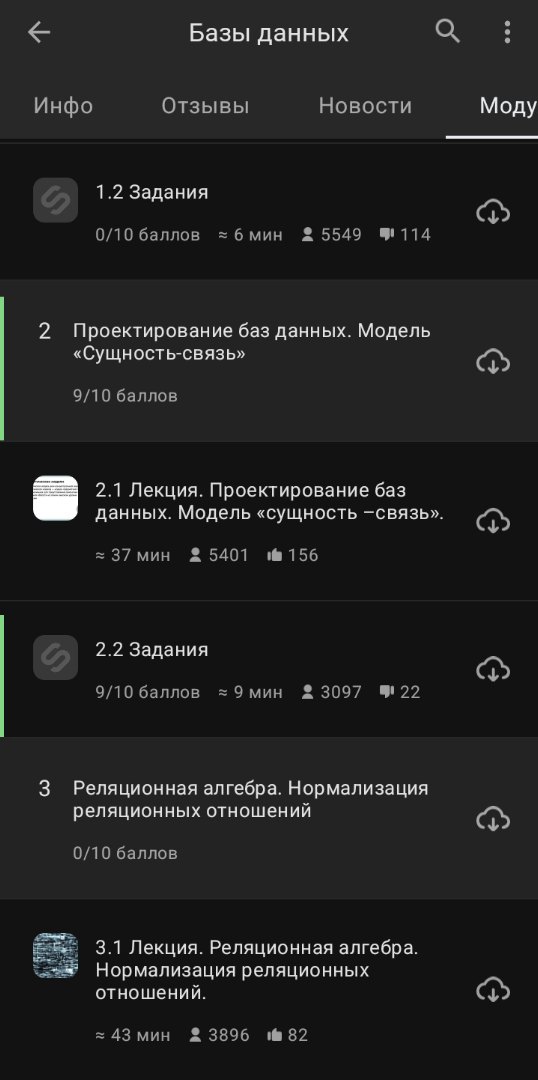 Базы данных
Инфо Отзывы Новости Моду
1.2 Задания
0/10 баллов ≈ 6 мин 5549 114
2 Проектирование баз данных. Модель
«Сущность-связь»
9/10 баллов
2.1 Лекция. Проектирование баз
данных. Модель «сущность –связь».
≈ 37 мин 5401 156
2.2 Задания
9/10 баллов ≈ 9 мин 3097 22
3 Реляционная алгебра. Нормализация
реляционных отношений
0/10 баллов
3.1 Лекция. Реляционная алгебра.
Нормализация реляционных
отношений.
≈ 43 мин 3896 82